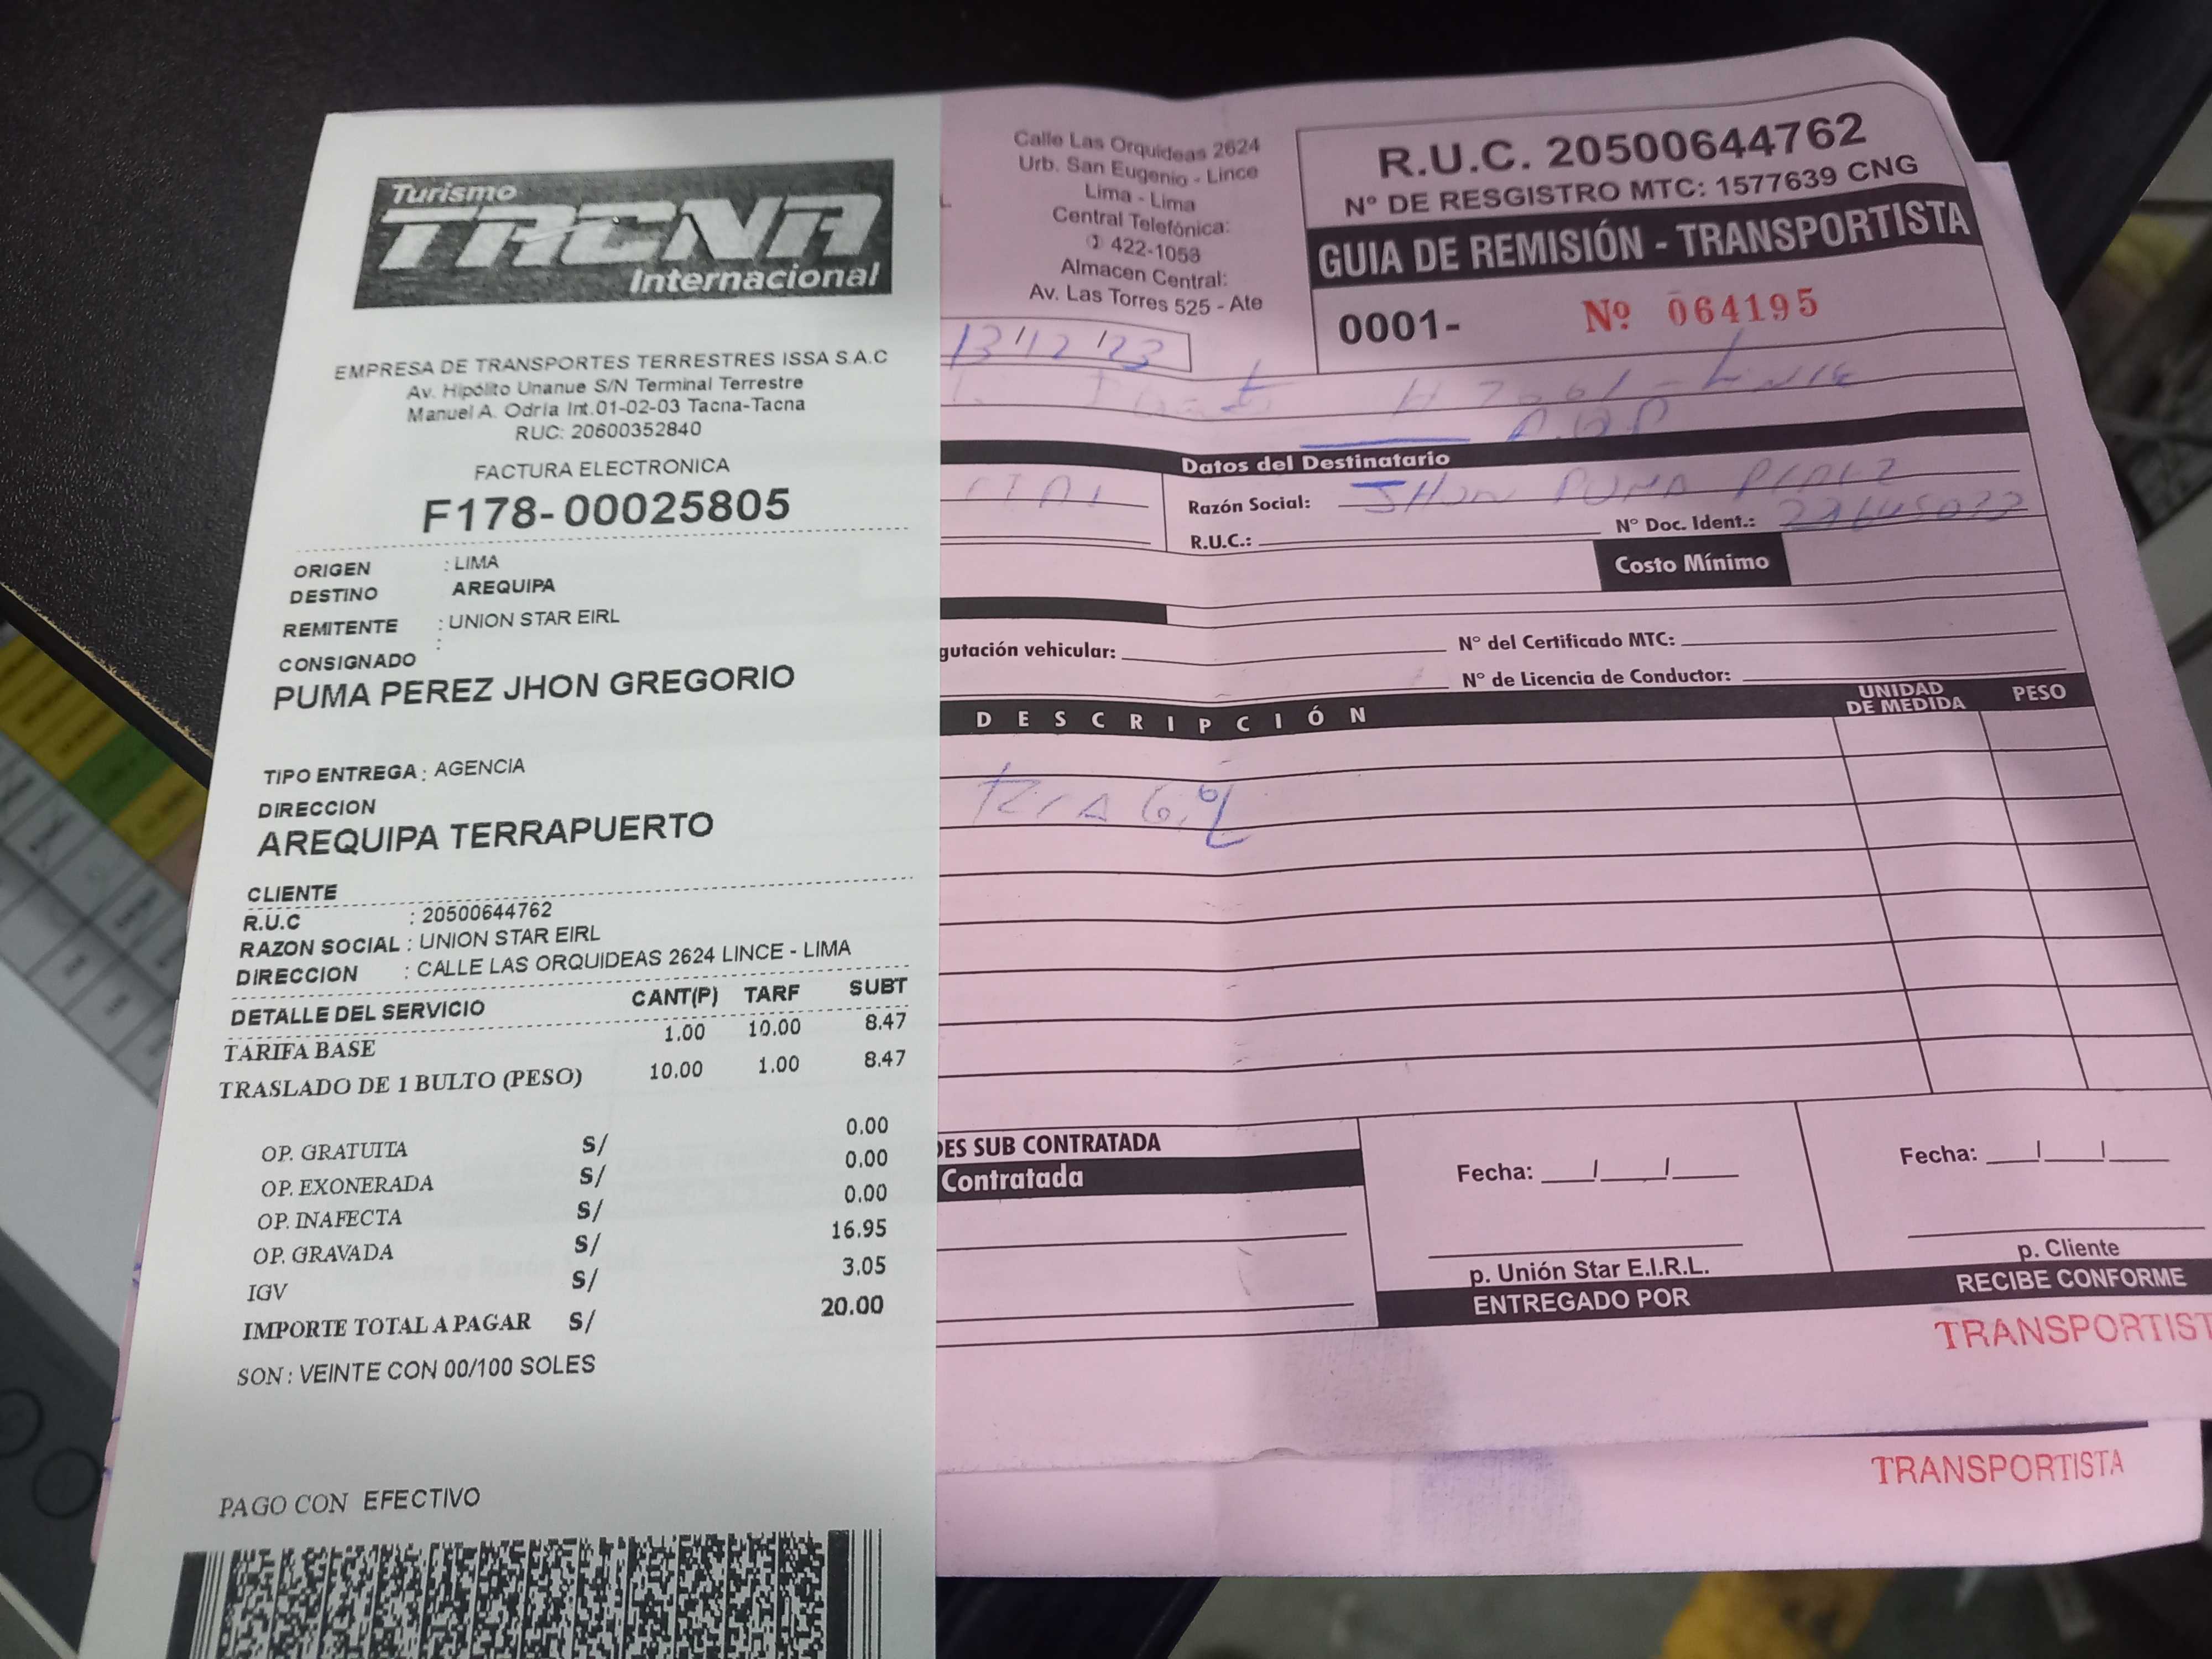 Turismo
TACNA
Internacional
EMPRESA DE TRANSPORTES TERRESTRES ISSA S.A.C
Av. Hipólito Unanue S/N Terminal Terrestre
Manuel A. Odria Int.01-02-03 Tacna-Tacna
RUC: 20600352840
FACTURA ELECTRONICA
F178-00025805
ORIGEN : LIMA
DESTINO AREQUIPA
REMITENTE : UNION STAR EIRL
:
CONSIGNADO
PUMA PEREZ JHON GREGORIO
TIPO ENTREGA : AGENCIA
DIRECCION
AREQUIPA TERRAPUERTO
CLIENTE
R.U.C : 20500644762
RAZON SOCIAL : UNION STAR EIRL
DIRECCION : CALLE LAS ORQUIDEAS 2624 LINCE - LIMA
DETALLE DEL SERVICIO CANT(P) TARF SUBT
TARIFA BASE 1.00 10.00 8.47
TRASLADO DE 1 BULTO (PESO) 10.00 1.00 8.47
OP. GRATUITA S/ 0.00
OP. EXONERADA S/ 0.00
OP. INAFECTA S/ 0.00
OP. GRAVADA S/ 16.95
IGV S/ 3.05
IMPORTE TOTAL A PAGAR S/ 20.00
SON : VEINTE CON 00/100 SOLES
PAGO CON EFECTIVO
Calle Las Orquideas 2624
Urb. San Eugenio - Lince
Lima - Lima
Central Telefónica:
422-1053
Almacen Central:
Av. Las Torres 525 - Ate
R.U.C. 20500644762
N° DE RESGISTRO MTC: 1577639 CNG
GUIA DE REMISIÓN - TRANSPORTISTA
0001- Nº 064195
13/12/23
Datos del Destinatario
Razón Social: JHON PUMA PEREZ
R.U.C.: N° Doc. Ident.:
Costo Mínimo
gutación vehicular: N° del Certificado MTC:
N° de Licencia de Conductor:
DESCRIPCIÓN UNIDAD DE MEDIDA PESO
DES SUB CONTRATADA
Contratada
Fecha: / /
p. Unión Star E.I.R.L.
ENTREGADO POR
Fecha: / /
p. Cliente
RECIBE CONFORME
TRANSPORTIST
TRANSPORTISTA